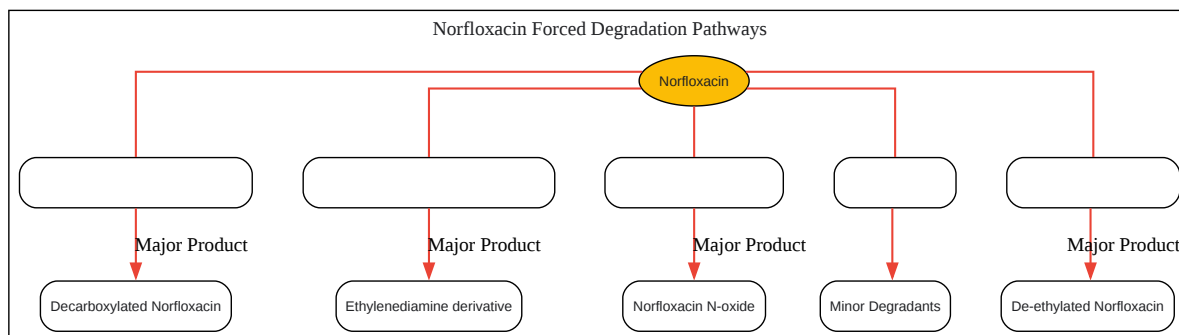 Norfloxacin Forced Degradation Pathways
Norfloxacin
Major Product
Major Product
Major Product
Major Product
Decarboxylated Norfloxacin
Ethylenediamine derivative
Norfloxacin N-oxide
Minor Degradants
De-ethylated Norfloxacin